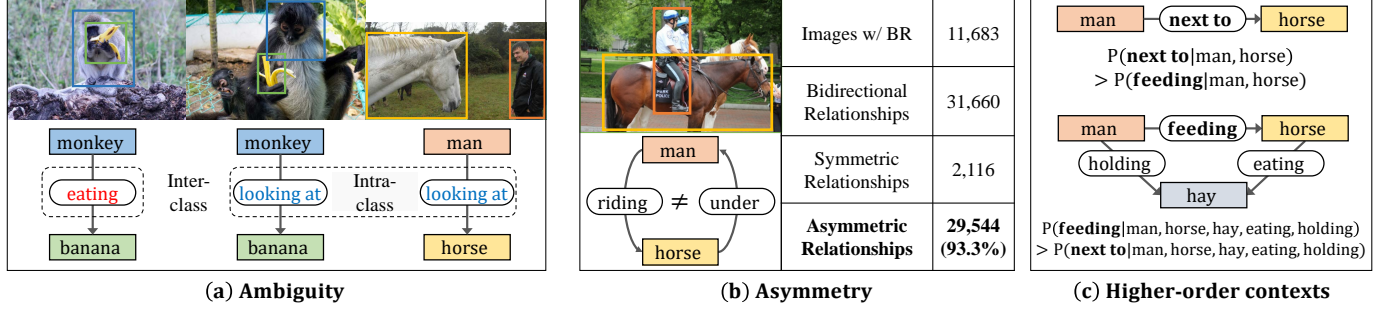 monkey
eating
banana
Inter-
class
monkey
looking at
banana
Intra-
class
man
looking at
horse
(a) Ambiguity
man
riding ≠ under
horse
Images w/ BR 11,683
Bidirectional
Relationships 31,660
Symmetric
Relationships 2,116
Asymmetric
Relationships
29,544
(93.3%)
PARK
POLICE
(b) Asymmetry
man next to horse
P(next to|man, horse)
> P(feeding|man, horse)
man feeding horse
holding eating
hay
P(feeding|man, horse, hay, eating, holding)
> P(next to|man, horse, hay, eating, holding)
(c) Higher-order contexts